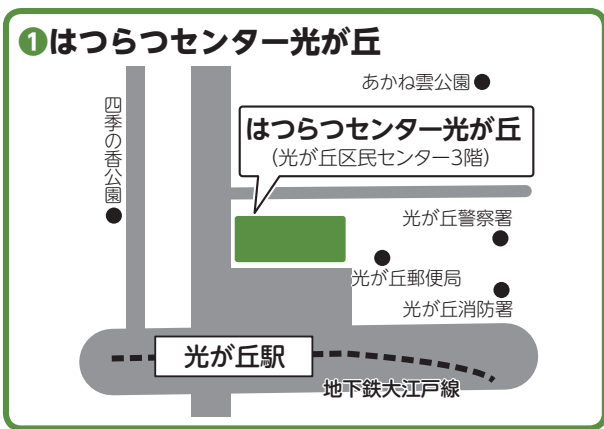 ❶はつらつセンター光が丘
あかね雲公園
四季の香公園
はつらつセンター光が丘
(光が丘区民センター3階)
光が丘警察署
光が丘郵便局
光が丘消防署
光が丘駅
地下鉄大江戸線